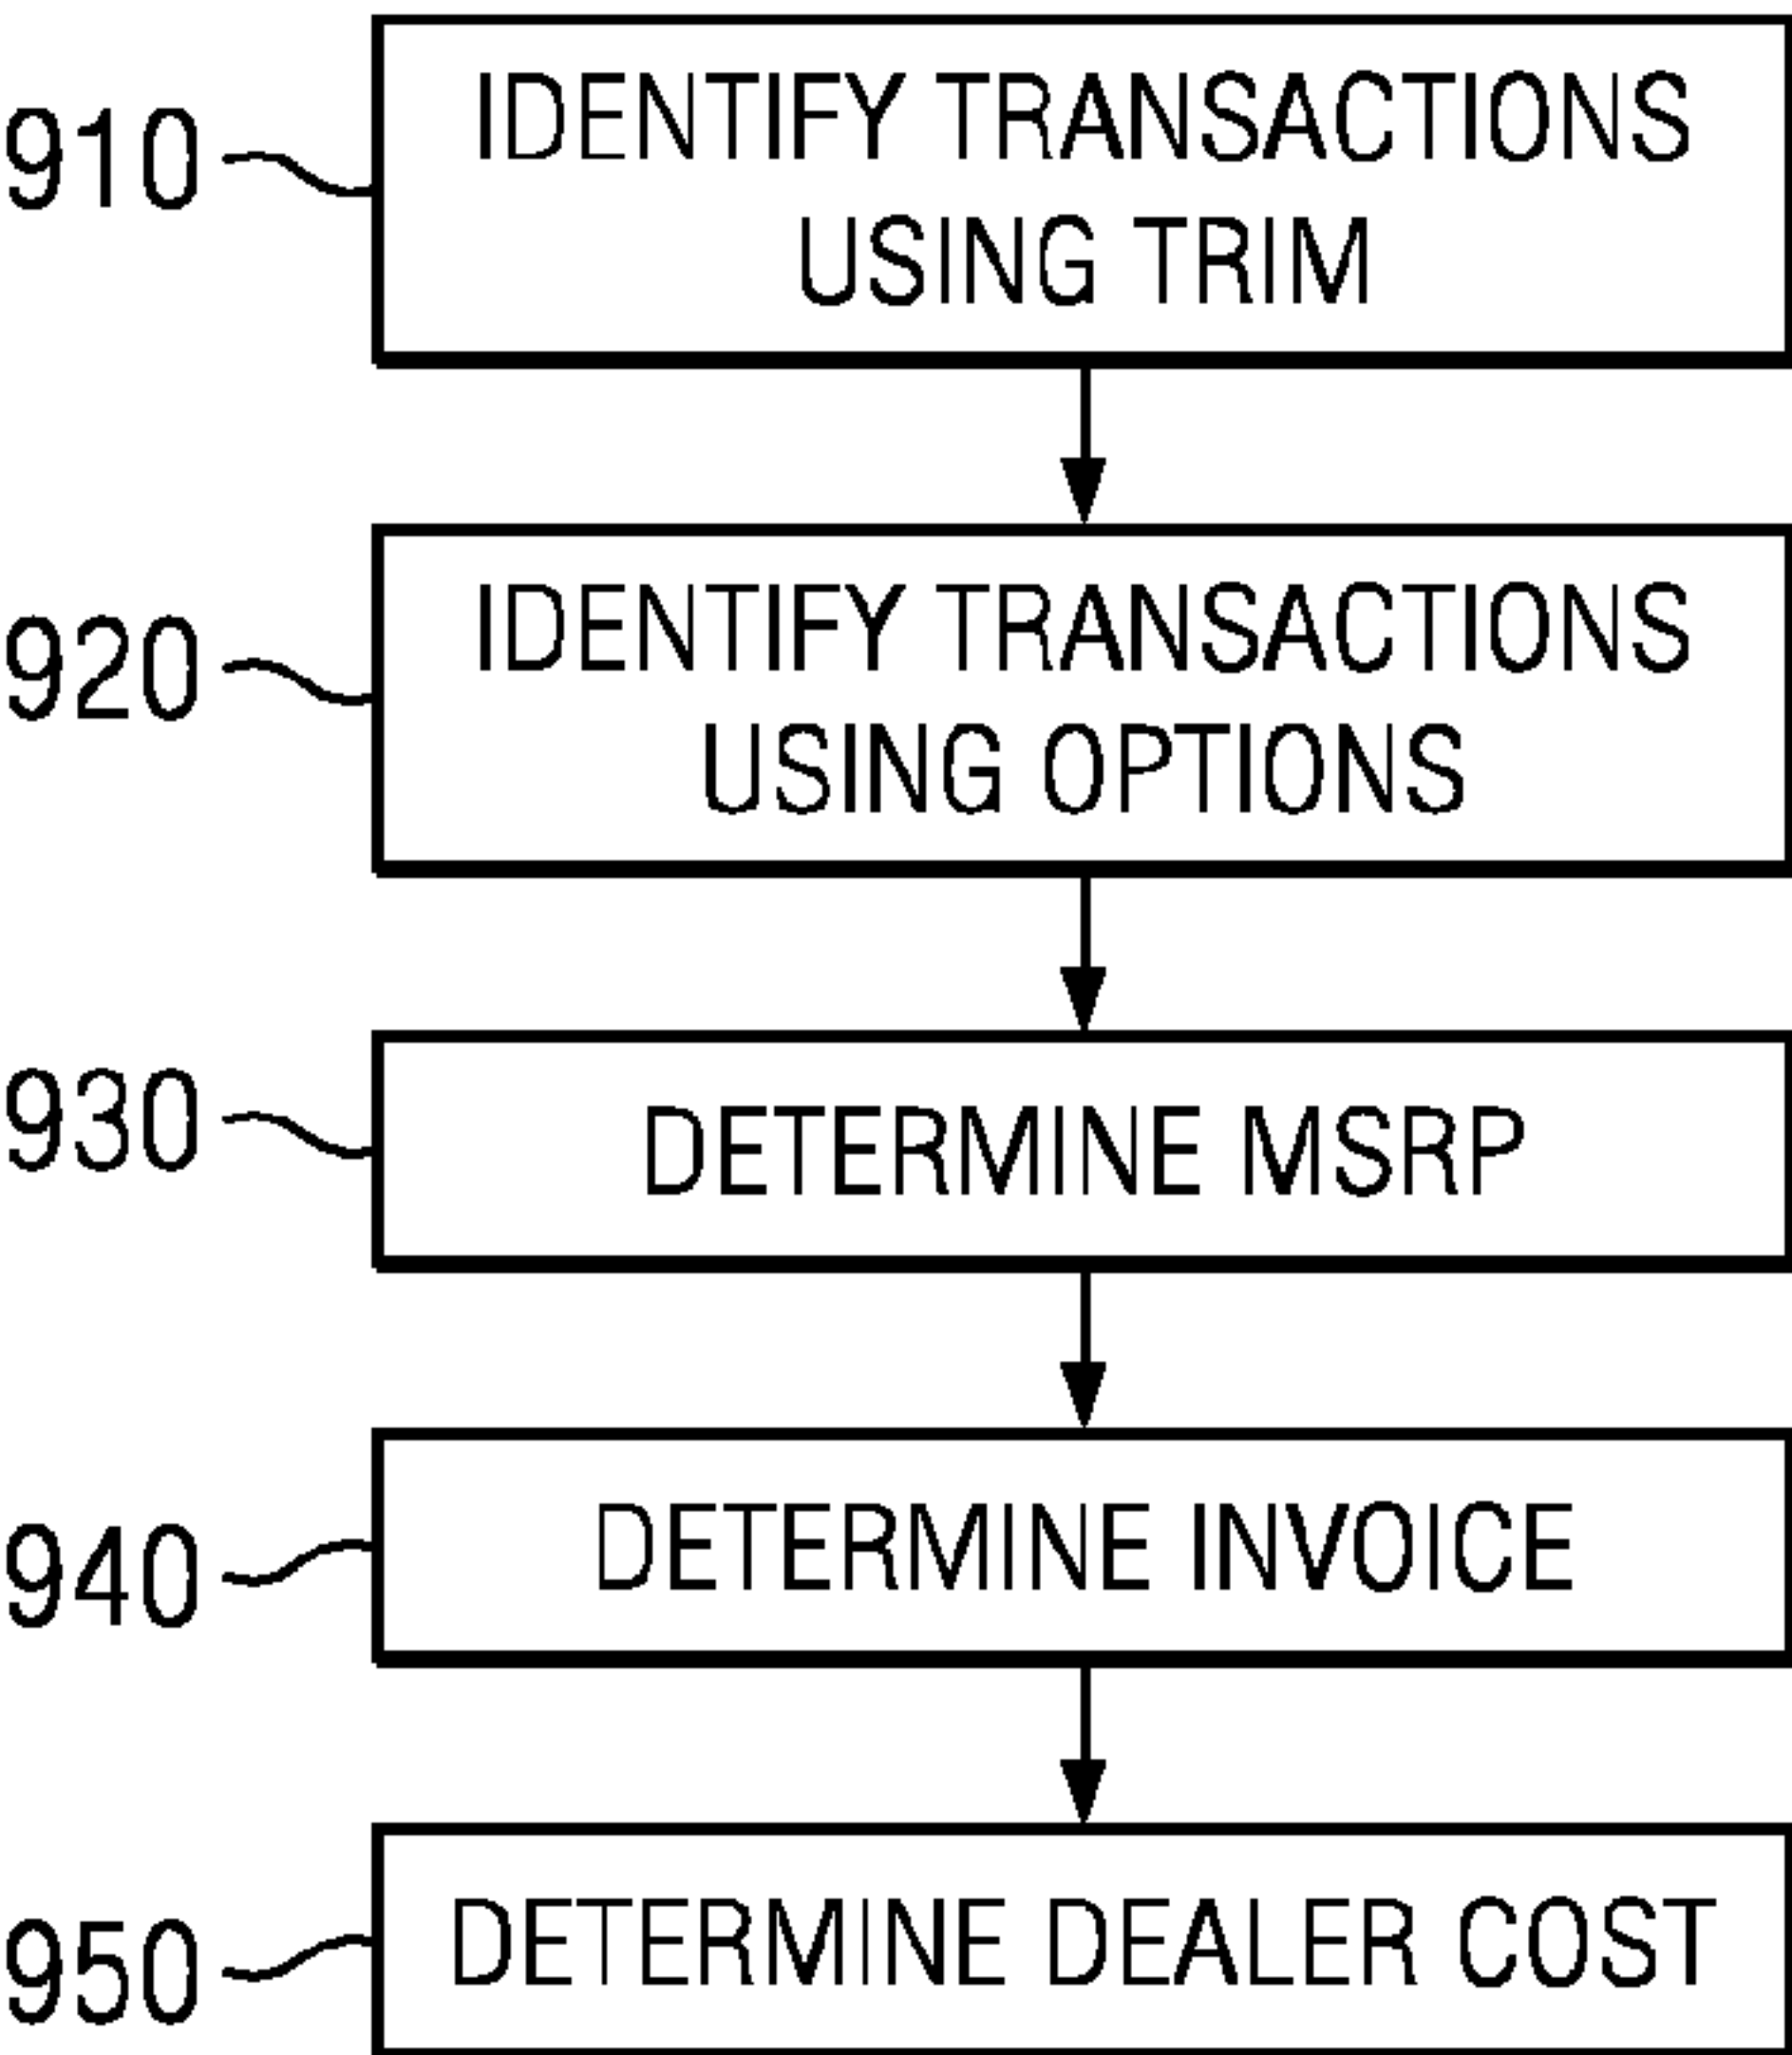 910
IDENTIFY TRANSACTIONS
USING TRIM
920
IDENTIFY TRANSACTIONS
USING OPTIONS
930
DETERMINE MSRP
940
DETERMINE INVOICE
950
DETERMINE DEALER COST